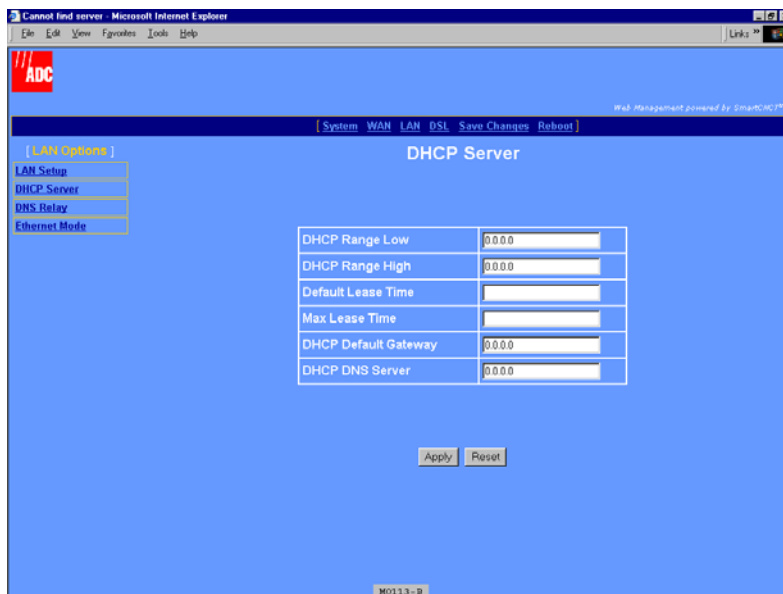 Cannot find server - Microsoft Internet Explorer
File Edit View Favorites Tools Help
Links »
ADC
Web Management powered by SmartCNCT®
[ System WAN LAN DSL Save Changes Reboot ]
[ LAN Options ]
LAN Setup
DHCP Server
DNS Relay
Ethernet Mode
DHCP Server
DHCP Range Low 0.0.0.0
DHCP Range High 0.0.0.0
Default Lease Time
Max Lease Time
DHCP Default Gateway 0.0.0.0
DHCP DNS Server 0.0.0.0
Apply Reset
M0113-B